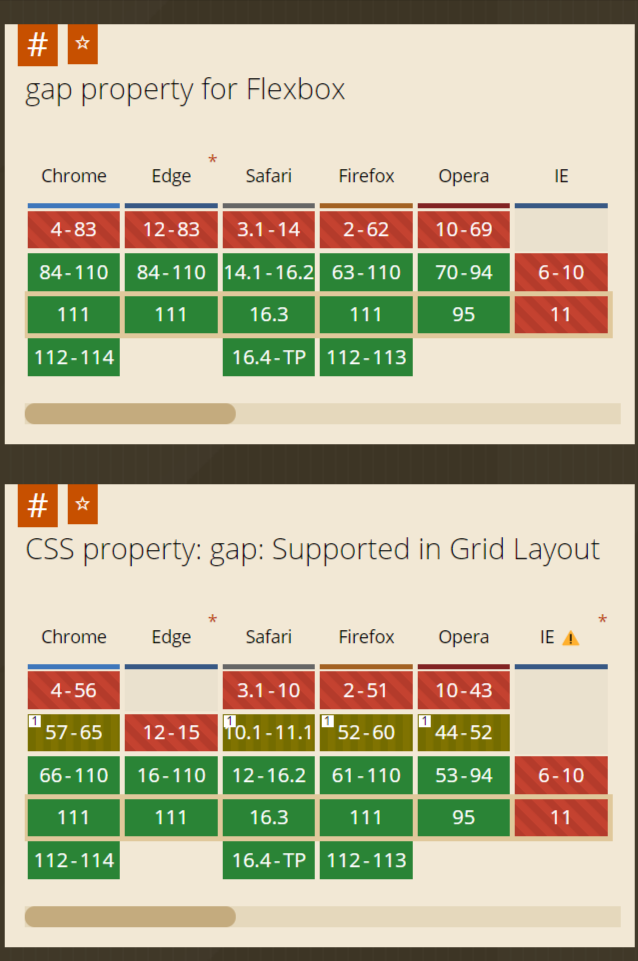 # ☆
gap property for Flexbox
*
Chrome Edge Safari Firefox Opera IE
4-83 12-83 3.1-14 2-62 10-69
84-110 84-110 14.1-16.2 63-110 70-94 6-10
111 111 16.3 111 95 11
112-114 16.4-TP 112-113
# ☆
CSS property: gap: Supported in Grid Layout
* *
Chrome Edge Safari Firefox Opera IE ⚠
4-56 3.1-10 2-51 10-43
1 57-65 12-15 1 10.1-11.1 1 52-60 1 44-52
66-110 16-110 12-16.2 61-110 53-94 6-10
111 111 16.3 111 95 11
112-114 16.4-TP 112-113